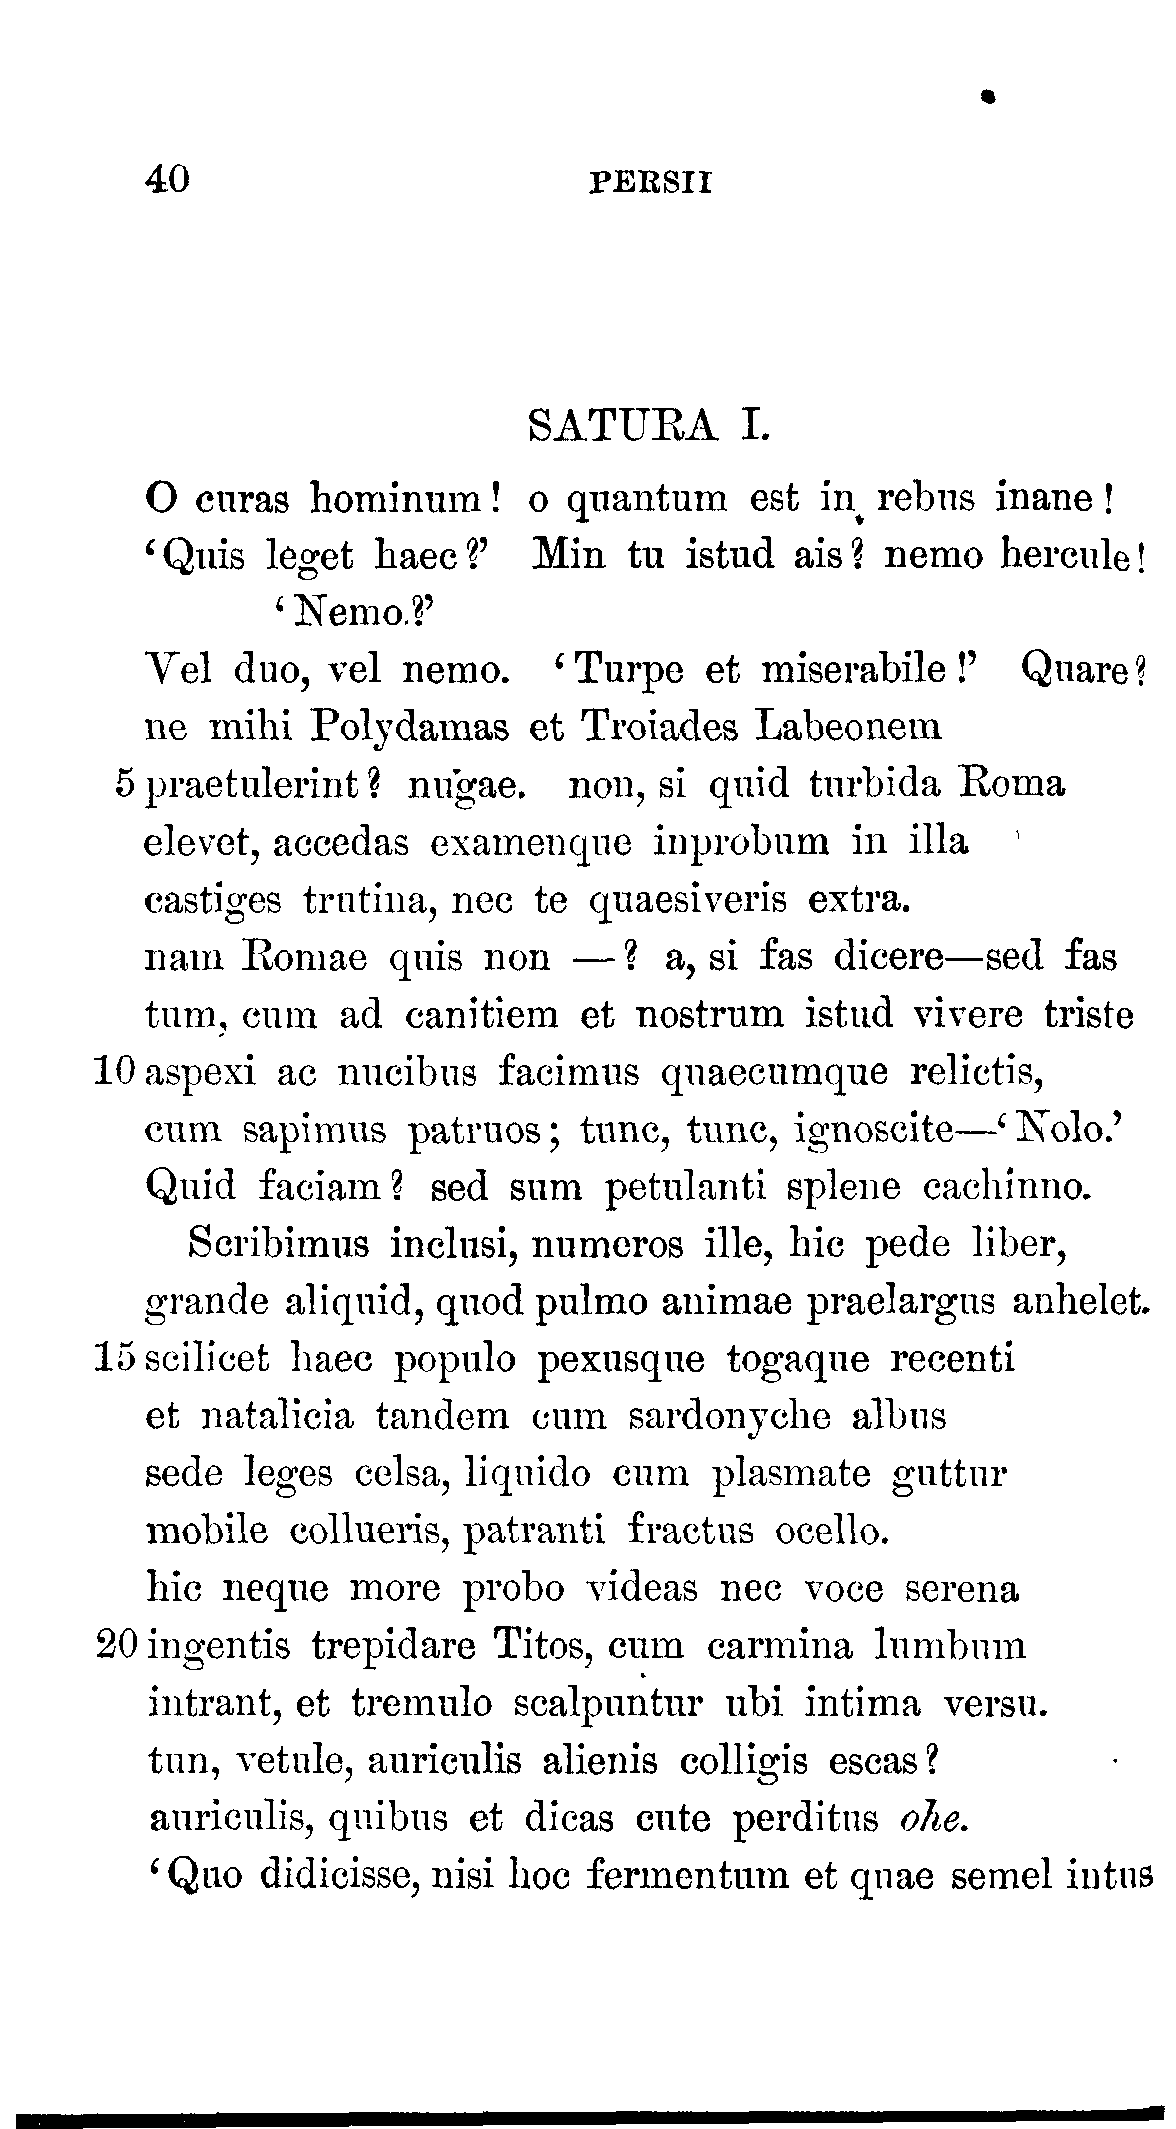 40 PERSII
SATURA I.
O curas hominum! o quantum est in rebus inane!
‘Quis leget haec?’ Min tu istud ais? nemo hercule!
‘Nemo?’
Vel duo, vel nemo. ‘Turpe et miserabile!’ Quare?
ne mihi Polydamas et Troiades Labeonem
5 praetulerint? nugae. non, si quid turbida Roma
elevet, accedas examenque inprobum in illa
castiges trutina, nec te quaesiveris extra.
nam Romae quis non —? a, si fas dicere—sed fas
tum, cum ad canitiem et nostrum istud vivere triste
10 aspexi ac nucibus facimus quaecumque relictis,
cum sapimus patruos; tunc, tunc, ignoscite—‘Nolo.’
Quid faciam? sed sum petulanti splene cachinno.
Scribimus inclusi, numeros ille, hic pede liber,
grande aliquid, quod pulmo animae praelargus anhelet.
15 scilicet haec populo pexusque togaque recenti
et natalicia tandem cum sardonyche albus
sede leges celsa, liquido cum plasmate guttur
mobile collueris, patranti fractus ocello.
hic neque more probo videas nec voce serena
20 ingentis trepidare Titos, cum carmina lumbum
intrant, et tremulo scalpuntur ubi intima versu.
tun, vetule, auriculis alienis colligis escas?
auriculis, quibus et dicas cute perditus ohe.
‘Quo didicisse, nisi hoc fermentum et quae semel intus